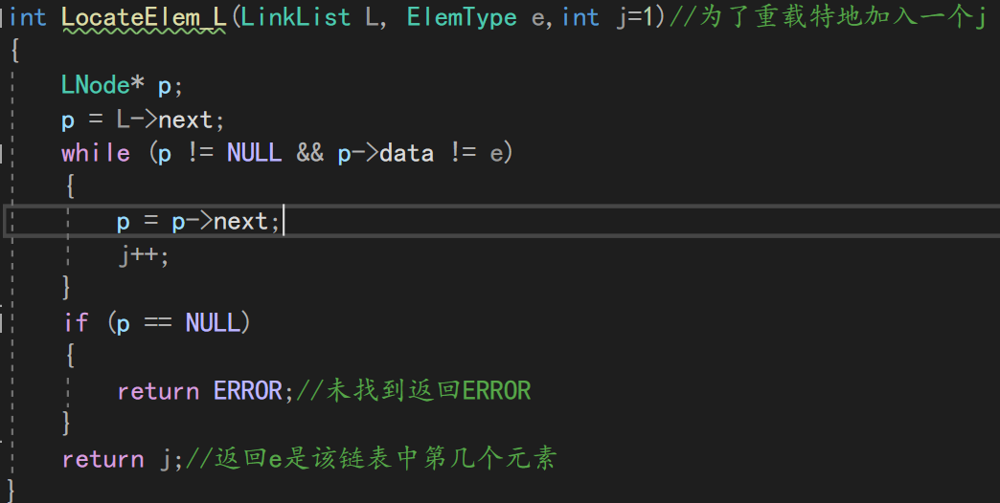 int LocateElem_L(LinkList L, ElemType e,int j=1)//为了重载特地加入一个j
{
LNode* p;
p = L->next;
while (p != NULL && p->data != e)
{
p = p->next;
j++;
}
if (p == NULL)
{
return ERROR;//未找到返回ERROR
}
return j;//返回e是该链表中第几个元素
}